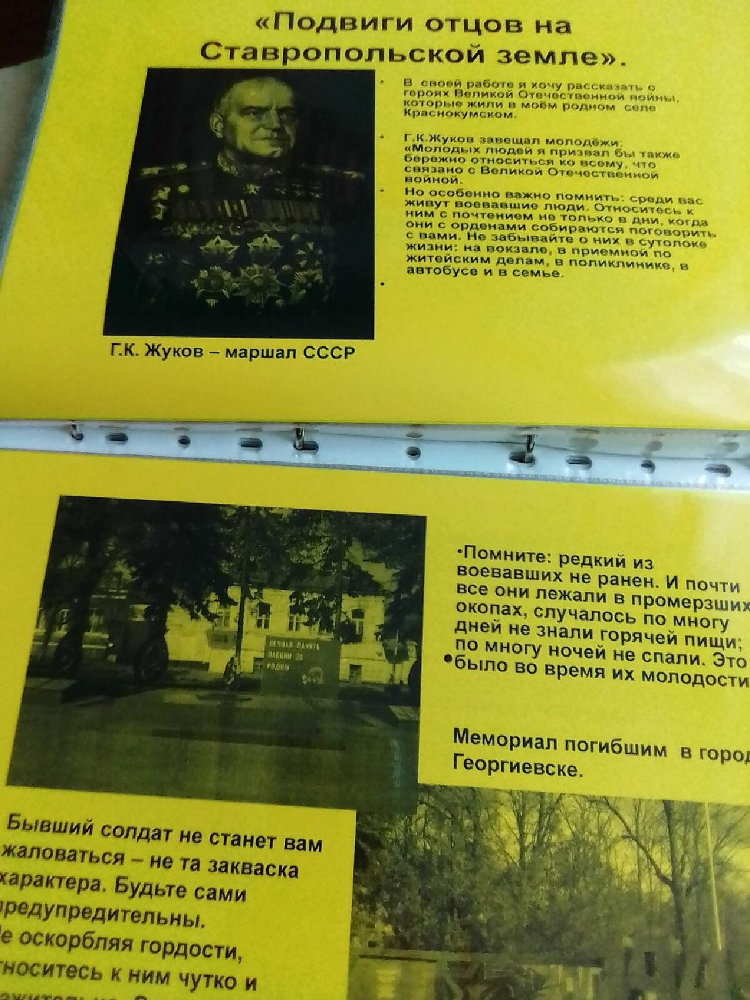 «Подвиги отцов на
Ставропольской земле».
• В своей работе я хочу рассказать о
героях Великой Отечественной войны,
которые жили в моём родном селе
Краснокумском.
• Г.К.Жуков завещал молодёжи:
«Молодых людей я призвал бы также
бережно относиться ко всему, что
связано с Великой Отечественной
войной.
• Но особенно важно помнить: среди вас
живут воевавшие люди. Относитесь к
ним с почтением не только в дни, когда
они с орденами собираются поговорить
с вами. Не забывайте о них в сутолоке
жизни: на вокзале, в приемной по
житейским делам, в поликлинике, в
автобусе и в семье.
•
Г.К. Жуков – маршал СССР
ВЕЧНАЯ ПАМЯТЬ
ПАВШИМ ЗА
РОДИНУ
•Помните: редкий из
воевавших не ранен. И почти
все они лежали в промерзших
окопах, случалось по многу
дней не знали горячей пищи;
по многу ночей не спали. Это
•было во время их молодости
Мемориал погибшим в город
Георгиевске.
Бывший солдат не станет вам
жаловаться – не та закваска
характера. Будьте сами
предупредительны.
е оскорбляя гордости,
тноситесь к ним чутко и